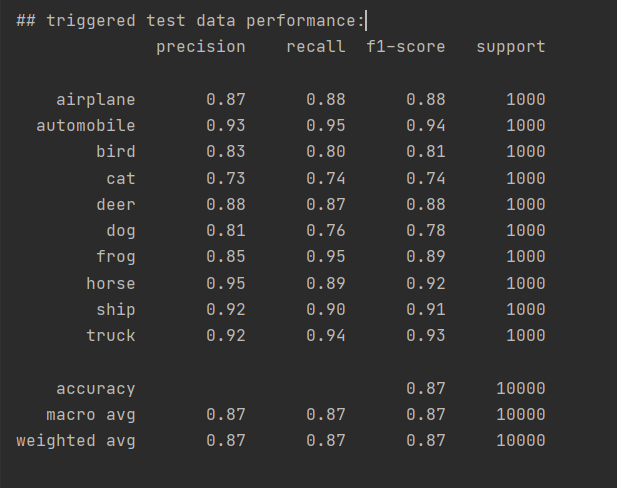 ## triggered test data performance:
precision recall f1-score support
airplane 0.87 0.88 0.88 1000
automobile 0.93 0.95 0.94 1000
bird 0.83 0.80 0.81 1000
cat 0.73 0.74 0.74 1000
deer 0.88 0.87 0.88 1000
dog 0.81 0.76 0.78 1000
frog 0.85 0.95 0.89 1000
horse 0.95 0.89 0.92 1000
ship 0.92 0.90 0.91 1000
truck 0.92 0.94 0.93 1000
accuracy 0.87 10000
macro avg 0.87 0.87 0.87 10000
weighted avg 0.87 0.87 0.87 10000